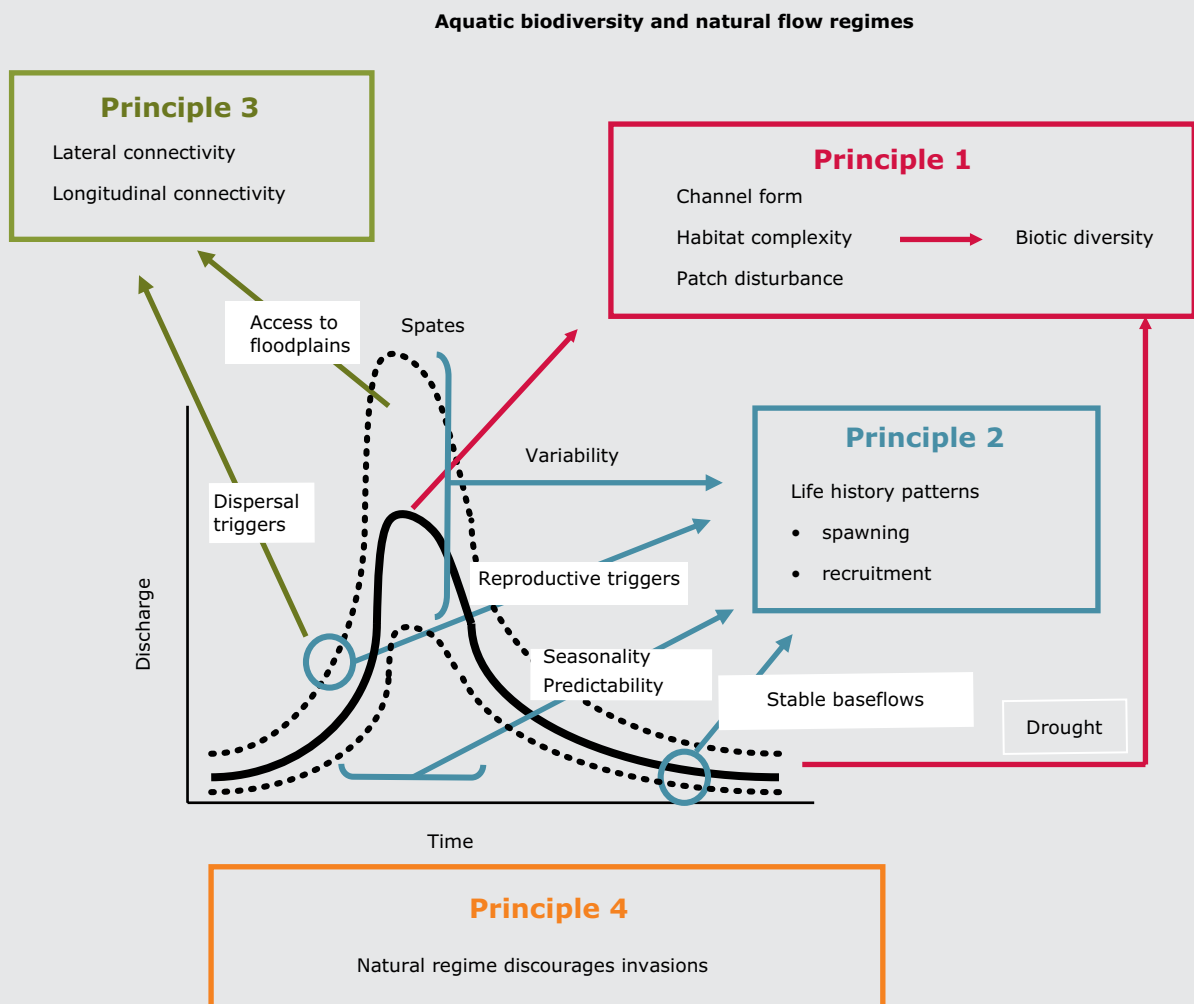 Aquatic biodiversity and natural flow regimes
Principle 3
Lateral connectivity
Longitudinal connectivity
Principle 1
Channel form
Habitat complexity
Biotic diversity
Patch disturbance
Access to
floodplains
Spates
Principle 2
Life history patterns
• spawning
• recruitment
Variability
Dispersal
triggers
Reproductive triggers
Discharge
Seasonality
Predictability
Stable baseflows
Drought
Time
Principle 4
Natural regime discourages invasions